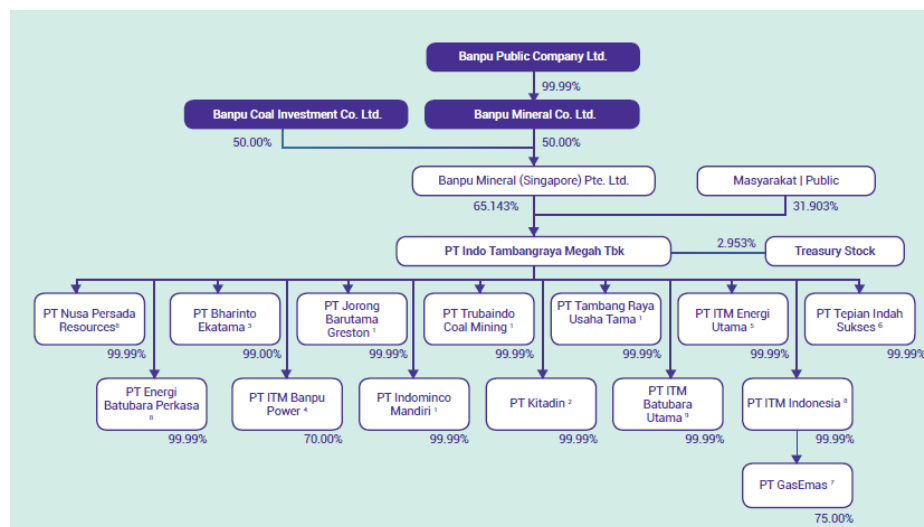 Banpu Public Company Ltd.
99.99%
Banpu Coal Investment Co. Ltd.
Banpu Mineral Co. Ltd.
50.00%
50.00%
Banpu Mineral (Singapore) Pte. Ltd.
Masyarakat | Public
65.143%
31.903%
PT Indo Tambangraya Megah Tbk
2.953%
Treasury Stock
PT Nusa Persada
Resources⁸
99.99%
PT Bharinto
Ekatama ³
99.00%
PT Jorong
Barutama
Greston ¹
99.99%
PT Trubaindo
Coal Mining ¹
99.99%
PT Tambang Raya
Usaha Tama ¹
99.99%
PT ITM Energi
Utama ⁵
99.99%
PT Tepian Indah
Sukses ⁶
99.99%
PT Energi
Batubara Perkasa
⁸
99.99%
PT ITM Banpu
Power ⁴
70.00%
PT Indominco
Mandiri ¹
99.99%
PT Kitadin ²
99.99%
PT ITM
Batubara
Utama ⁹
99.99%
PT ITM Indonesia ⁸
99.99%
PT GasEmas ⁷
75.00%